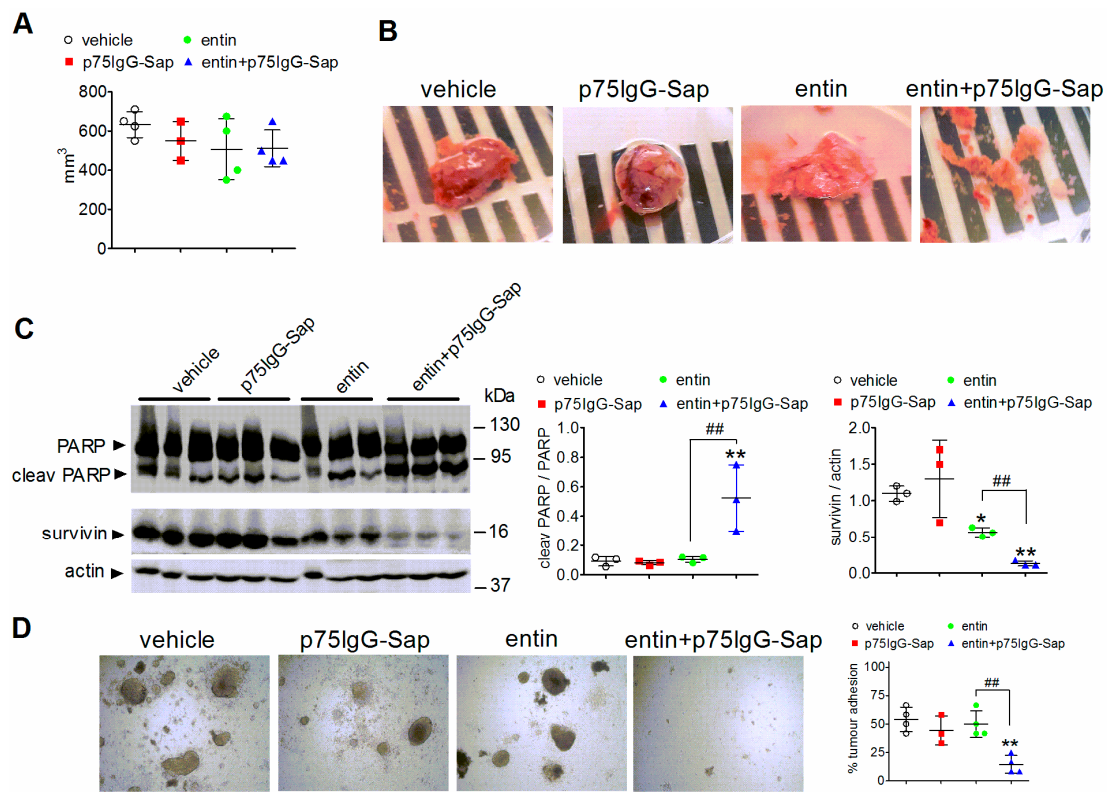 A
vehicle
entin
p75IgG-Sap
entin+p75IgG-Sap
800
600
400
200
0
mm3
B
vehicle
p75IgG-Sap
entin
entin+p75IgG-Sap
C
vehicle
p75IgG-Sap
entin
entin+p75IgG-Sap
kDa
130
95
16
37
PARP
cleav PARP
survivin
actin
vehicle
entin
p75IgG-Sap
entin+p75IgG-Sap
1.0
0.8
0.6
0.4
0.2
0.0
cleav PARP / PARP
##
**
vehicle
entin
p75IgG-Sap
entin+p75IgG-Sap
2.0
1.5
1.0
0.5
0.0
survivin / actin
##
*
**
D
vehicle
p75IgG-Sap
entin
entin+p75IgG-Sap
vehicle
entin
p75IgG-Sap
entin+p75IgG-Sap
100
75
50
25
0
% tumour adhesion
##
**